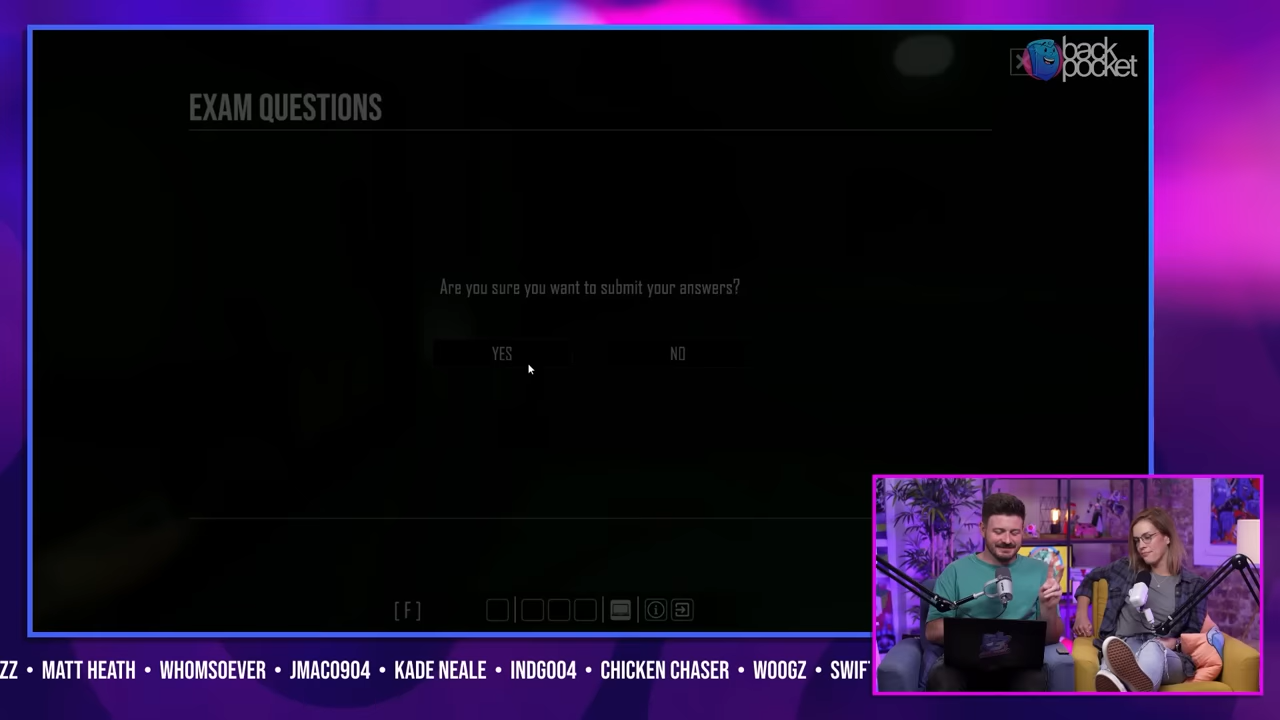 back
pocket
EXAM QUESTIONS
Are you sure you want to submit your answers?
YES
NO
[F]
ZZ • MATT HEATH • WHOMSOEVER • JMAC0904 • KADE NEALE • INDG004 • CHICKEN CHASER • WOOGZ • SWIF